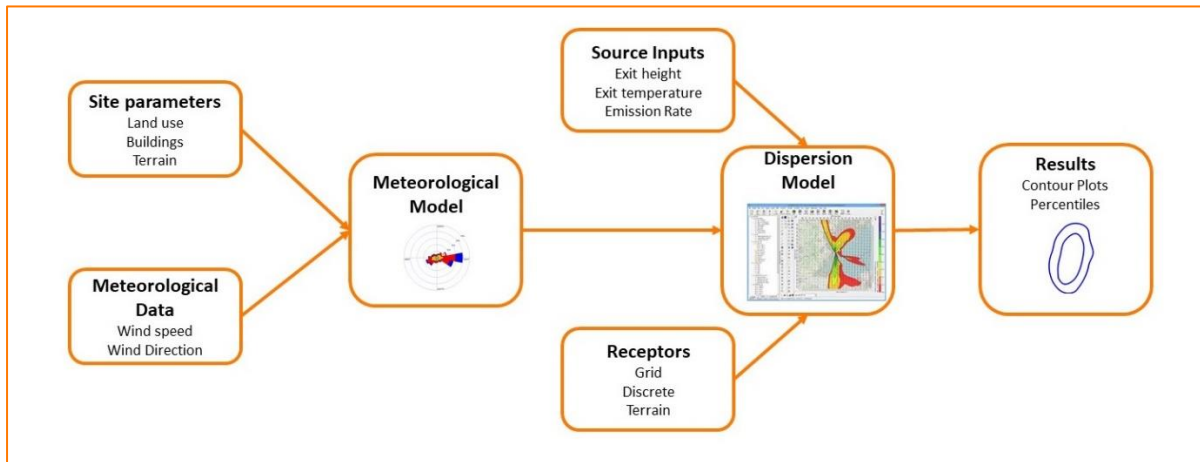 Site parameters
Land use
Buildings
Terrain
Meteorological
Data
Wind speed
Wind Direction
Meteorological
Model
Source Inputs
Exit height
Exit temperature
Emission Rate
Dispersion
Model
Receptors
Grid
Discrete
Terrain
Results
Contour Plots
Percentiles